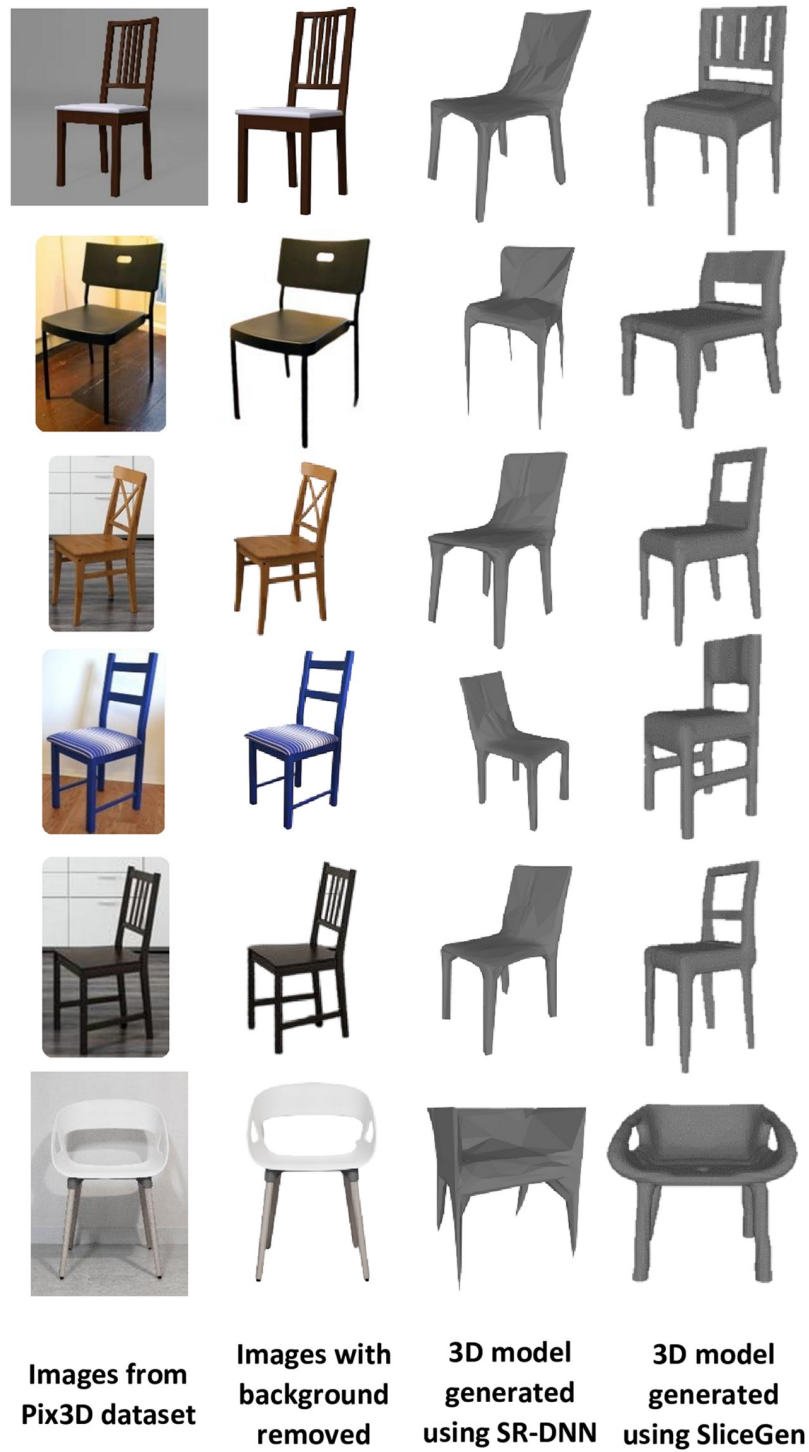 Images from
Pix3D dataset
Images with
background
removed
3D model
generated
using SR-DNN
3D model
generated
using SliceGen